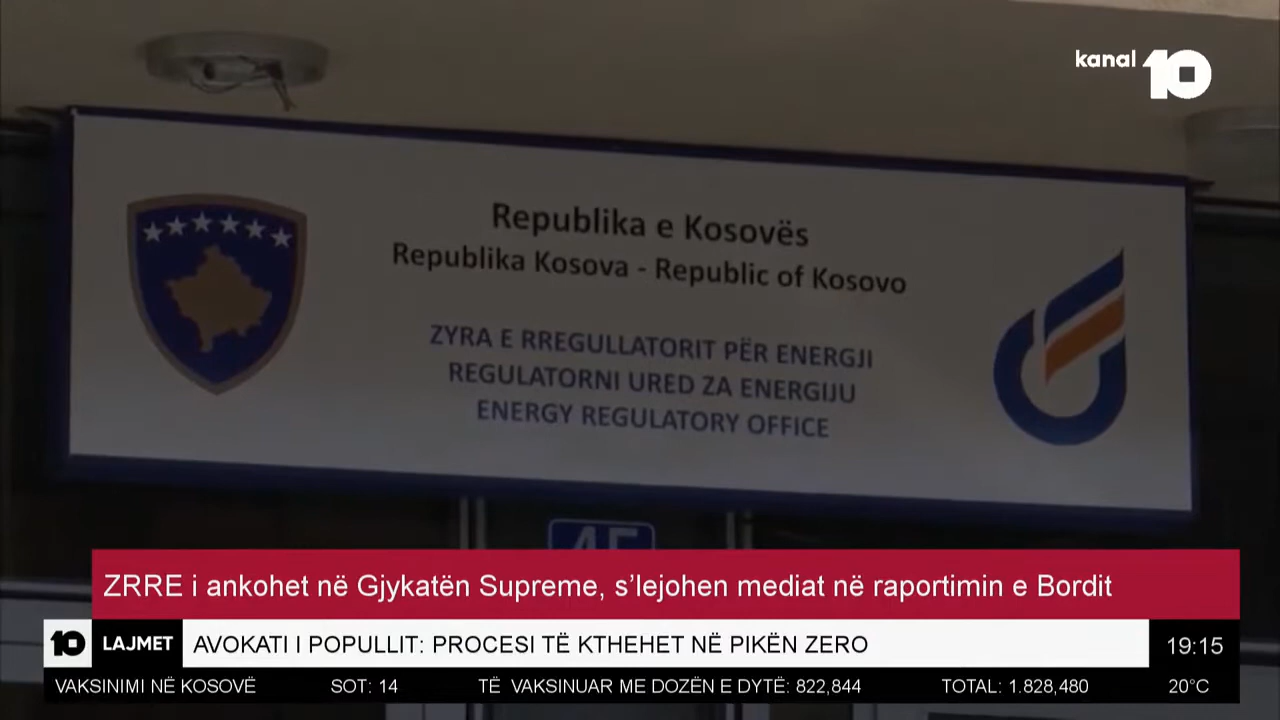 kanal 10
Republika e Kosovës
Republika Kosova - Republic of Kosovo
ZYRA E RREGULLATORIT PËR ENERGJI
REGULATORNI URED ZA ENERGIJU
ENERGY REGULATORY OFFICE
ZRRE i ankohet në Gjykatën Supreme, s’lejohen mediat në raportimin e Bordit
10 LAJMET AVOKATI I POPULLIT: PROCESI TË KTHEHET NË PIKËN ZERO 19:15
VAKSINIMI NË KOSOVË SOT: 14 TË VAKSINUAR ME DOZËN E DYTË: 822,844 TOTAL: 1.828,480 20°C